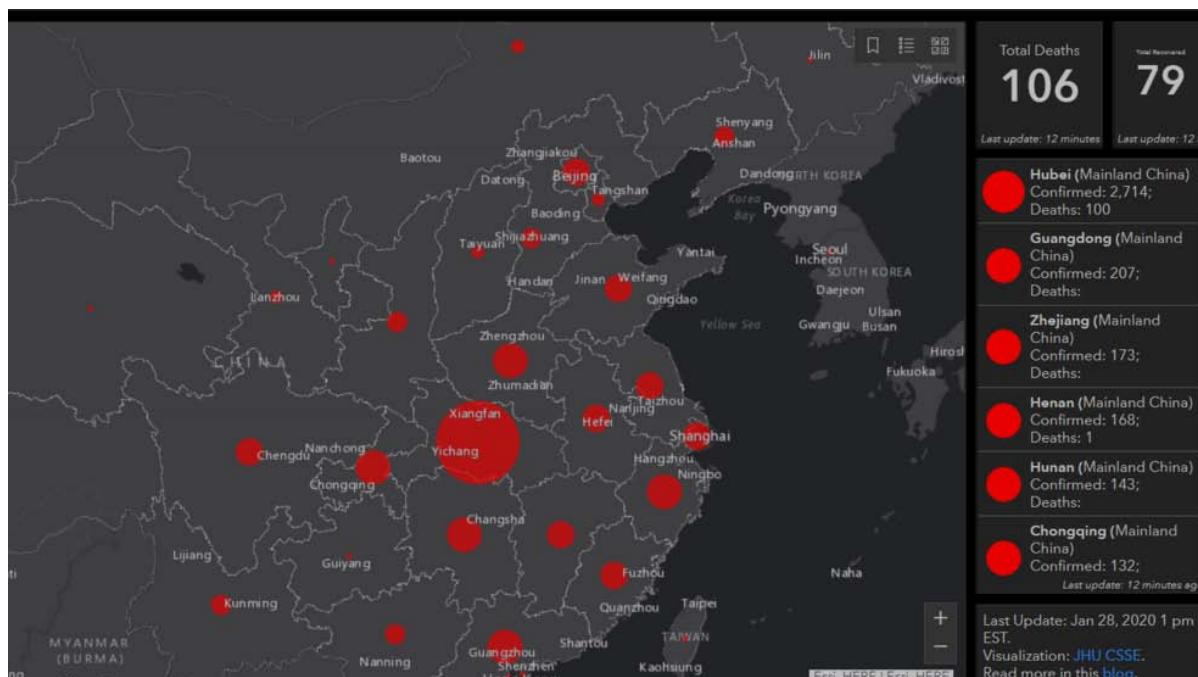 Jilin
Vladivost
Shenyang
Anshan
Zhangjiakou
Baotou
Beijing
Datong
Tangshan
Dandong
NORTH KOREA
Baoding
Korea
Bay
Pyongyang
Shijiazhuang
Taiyuan
Yantai
Seoul
Incheon
SOUTH KOREA
Handan
Jinan
Weifang
Lanzhou
Qingdao
Daejeon
Ulsan
Yellow Sea
Gwangju
Busan
Zhengzhou
Hirosh
CHINA
Fukuoka
Zhumadian
Taizhou
Nanjing
Xiangfan
Hefei
Shanghai
Nanchong
Yichang
Chengdu
Hangzhou
Ningbo
Chongqing
Changsha
Lijiang
Guiyang
Fuzhou
Naha
Kunming
Quanzhou
Taipei
MYANMAR
(BURMA)
Shantou
TAIWAN
Guangzhou
Nanning
Shenzhen
Kaohsiung
+
−
Total Deaths
106
Last update: 12 minutes
Total Recovered
79
Last update: 12
Hubei (Mainland China)
Confirmed: 2,714;
Deaths: 100
Guangdong (Mainland
China)
Confirmed: 207;
Deaths:
Zhejiang (Mainland
China)
Confirmed: 173;
Deaths:
Henan (Mainland China)
Confirmed: 168;
Deaths: 1
Hunan (Mainland China)
Confirmed: 143;
Deaths:
Chongqing (Mainland
China)
Confirmed: 132;
Last update: 12 minutes ag
Last Update: Jan 28, 2020 1 pm
EST.
Visualization: JHU CSSE.
Read more in this blog.